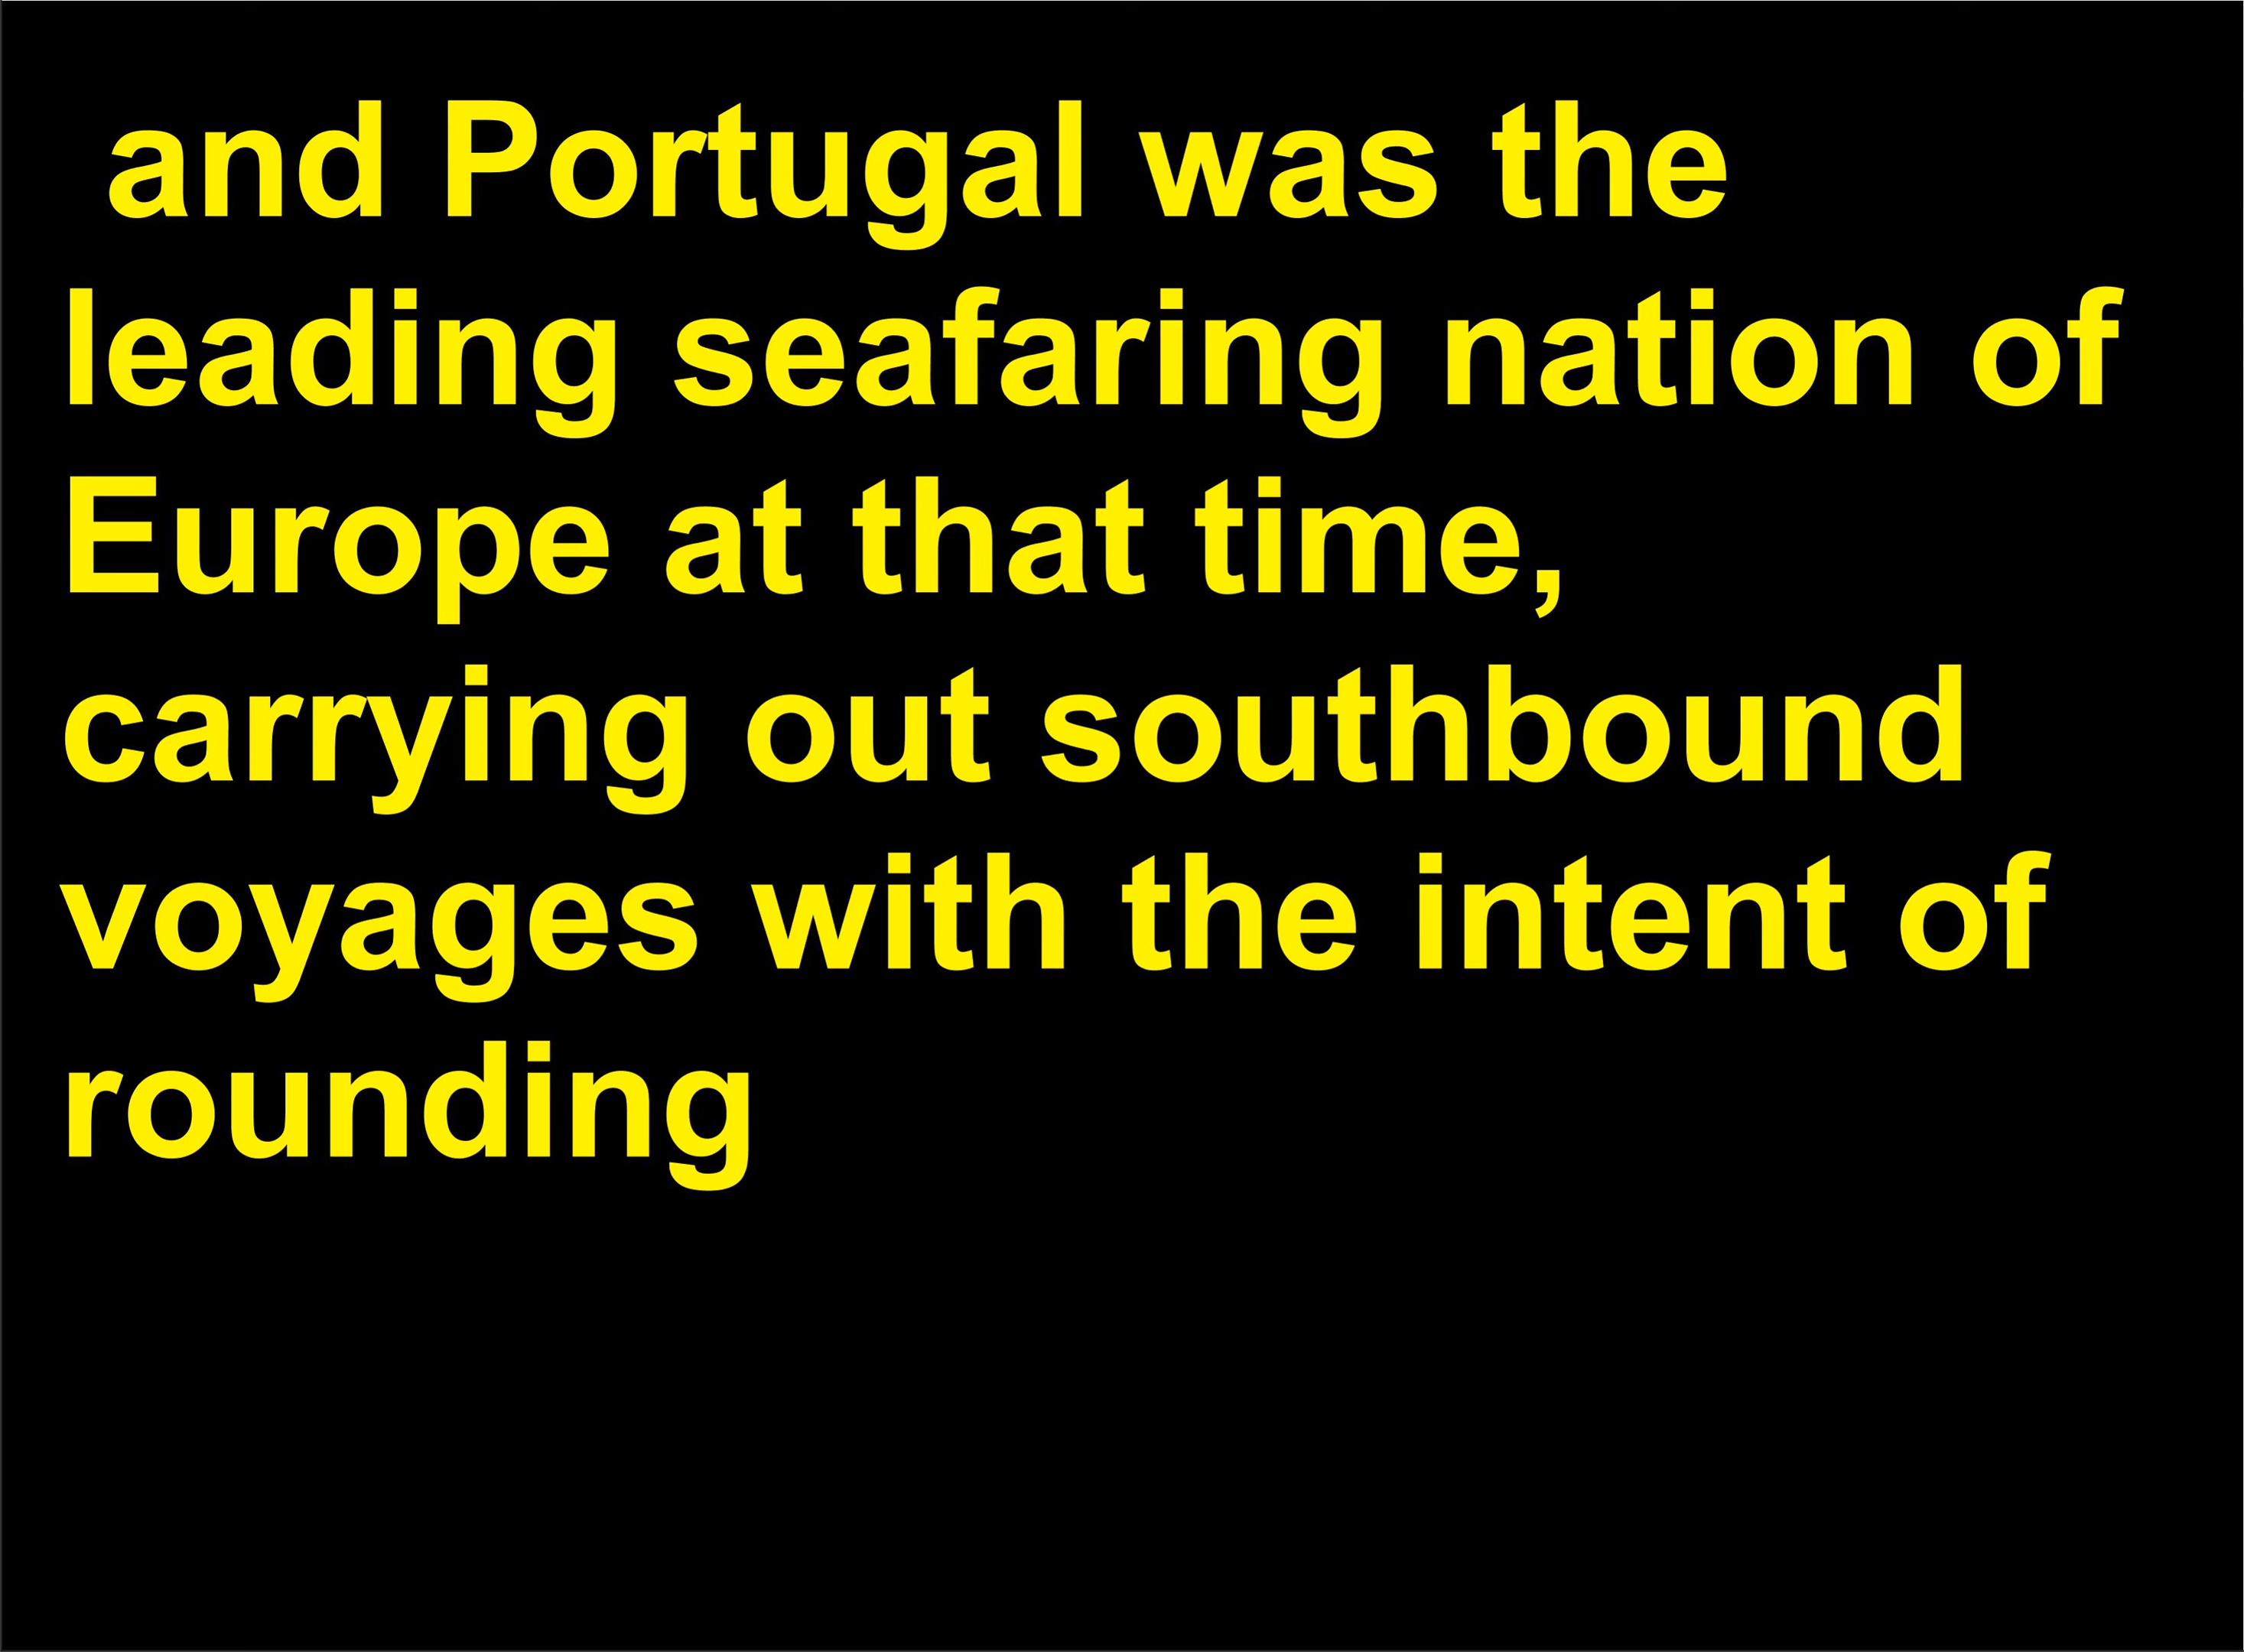 and Portugal was the
leading seafaring nation of
Europe at that time,
carrying out southbound
voyages with the intent of
rounding